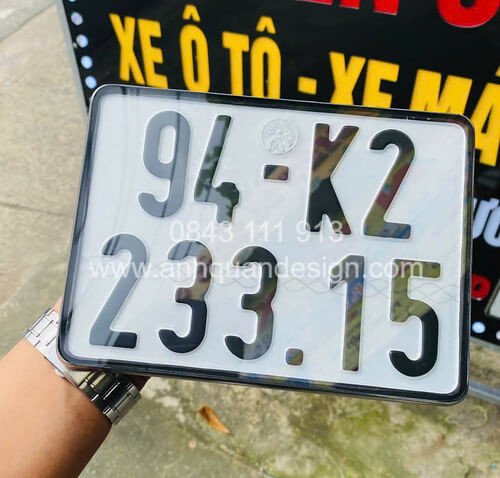 XE Ô TÔ - XE MÁ
94-K2
0843 111 913
www.anhquandesign.com
233.15